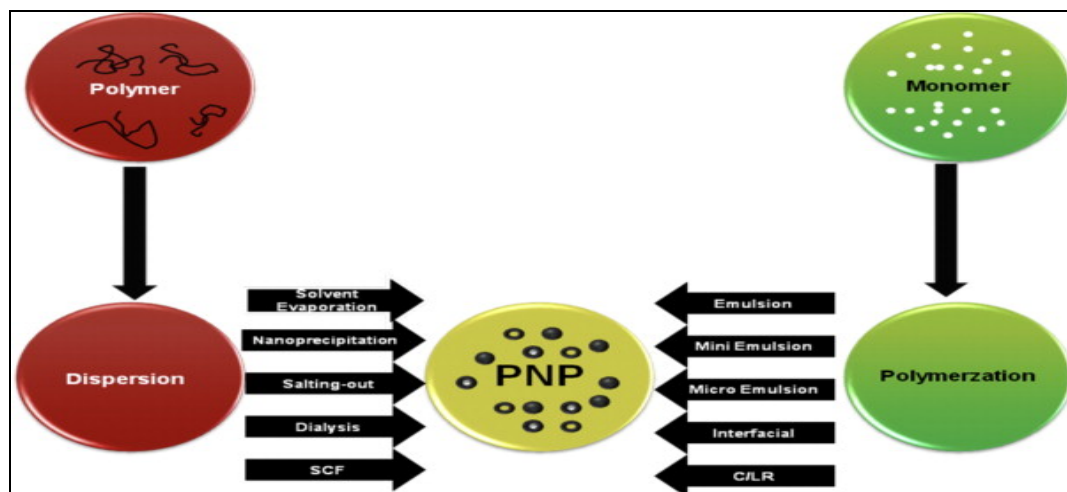 Polymer
Monomer
Dispersion
Solvent
Evaporation
Nanoprecipitation
Salting-out
Dialysis
SCF
PNP
Emulsion
Mini Emulsion
Micro Emulsion
Interfacial
C/LR
Polymerzation